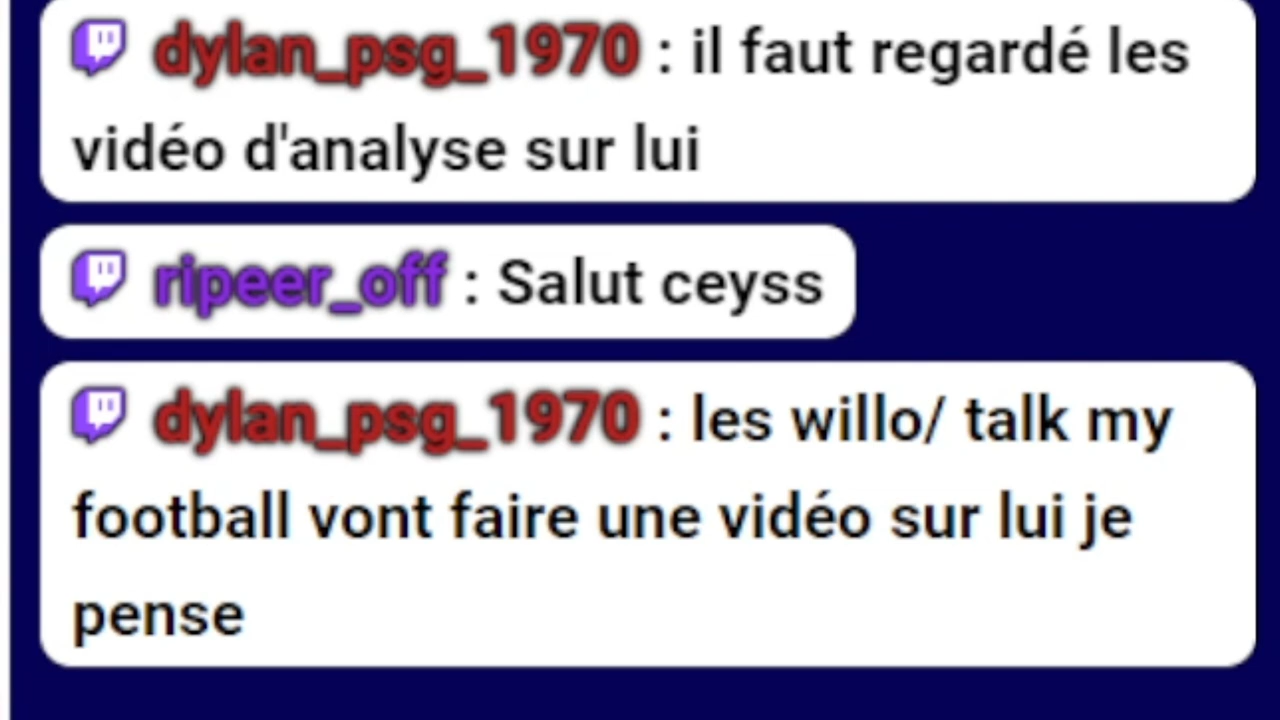 dylan_psg_1970 : il faut regardé les
vidéo d'analyse sur lui
ripeer_off : Salut ceyss
dylan_psg_1970 : les willo/ talk my
football vont faire une vidéo sur lui je
pense